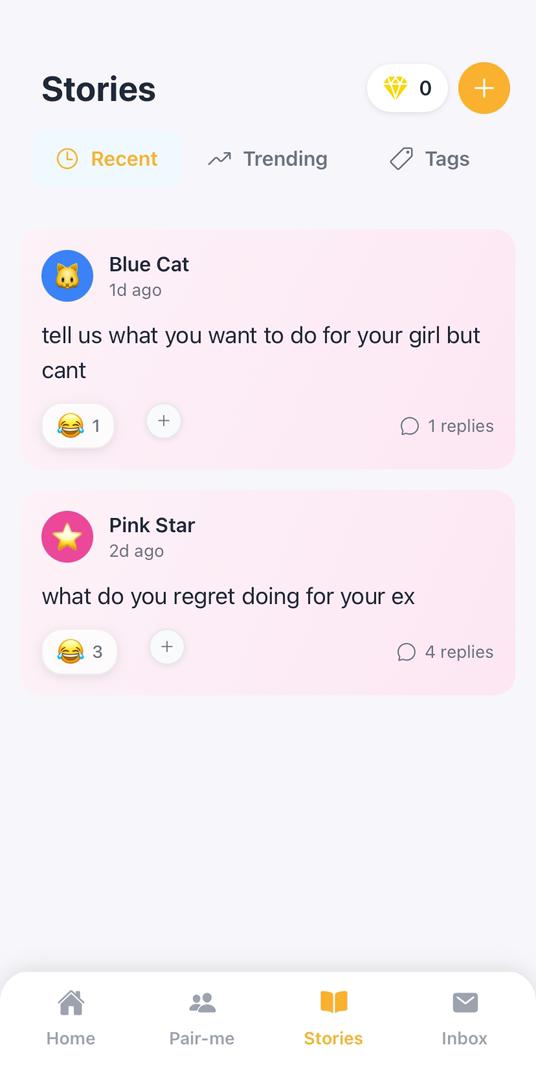 Stories
0
Recent
Trending
Tags
Blue Cat
1d ago
tell us what you want to do for your girl but
cant
1
1 replies
Pink Star
2d ago
what do you regret doing for your ex
3
4 replies
Home
Pair-me
Stories
Inbox